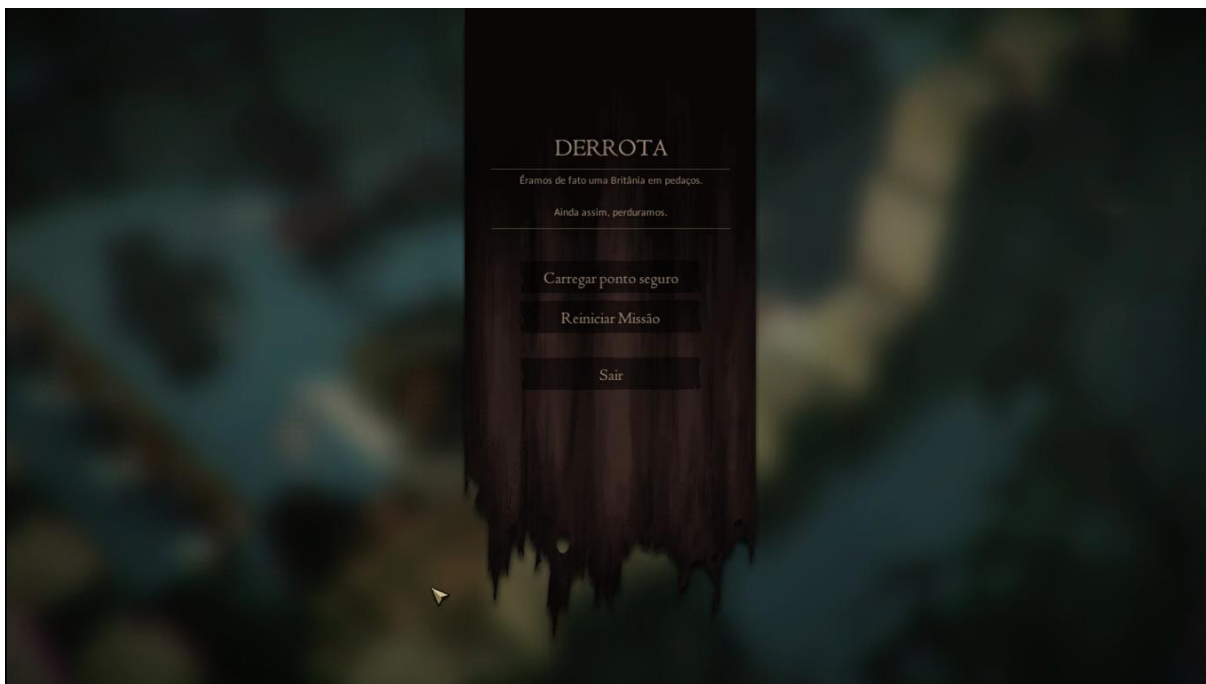 DERROTA
Éramos de fato uma Britânia em pedaços.
Ainda assim, perduramos.
Carregar ponto seguro
Reiniciar Missão
Sair